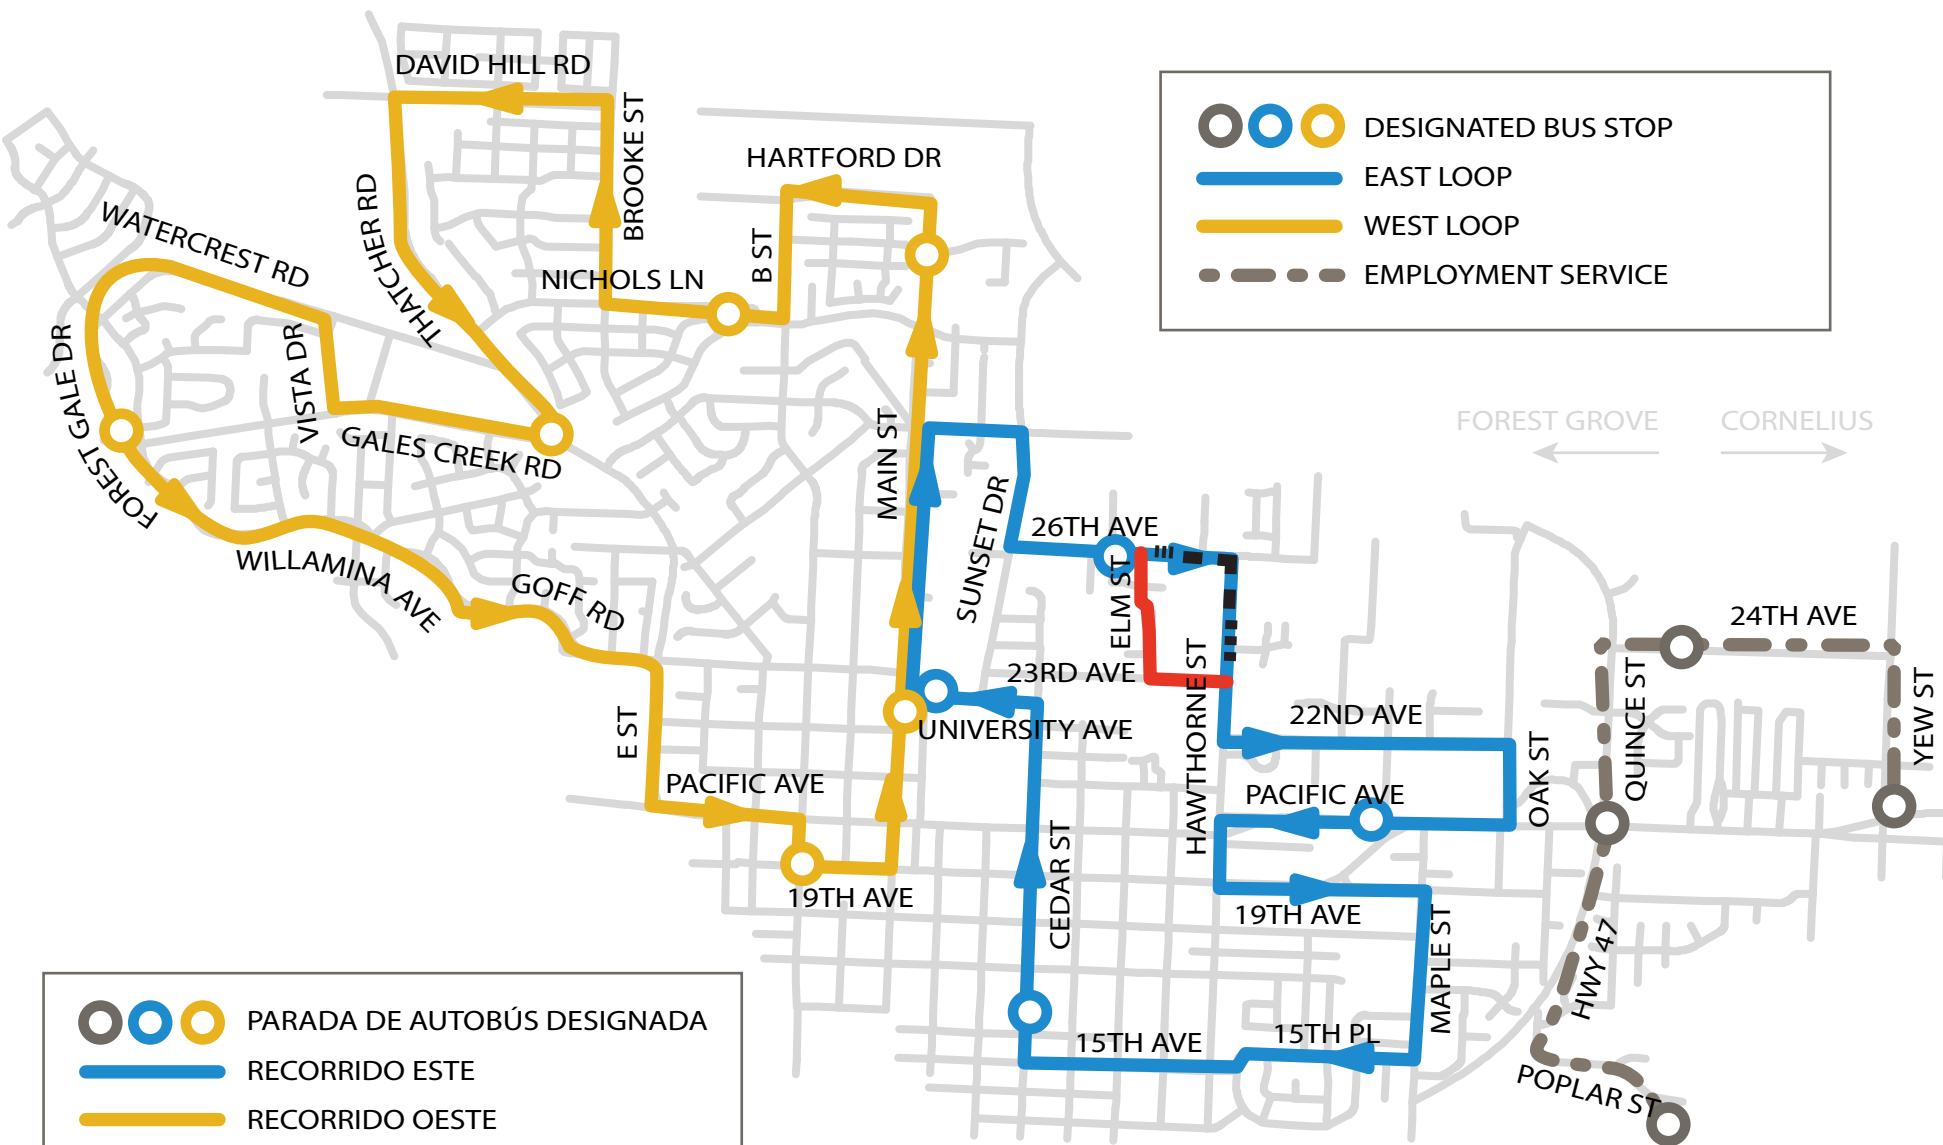 DAVID HILL RD
BROOKE ST
HARTFORD DR
THATCHER RD
WATERCREST RD
NICHOLS LN
B ST
FOREST GALE DR
VISTA DR
GALES CREEK RD
MAIN ST
FOREST GALE DR
WILLAMINA AVE
GOFF RD
SUNSET DR
26TH AVE
ELM ST
23RD AVE
HAWTHORNE ST
UNIVERSITY AVE
22ND AVE
E ST
PACIFIC AVE
PACIFIC AVE
OAK ST
QUINCE ST
24TH AVE
YEW ST
19TH AVE
CEDAR ST
19TH AVE
MAPLE ST
HWY 47
15TH AVE
15TH PL
POPLAR ST
DESIGNATED BUS STOP
EAST LOOP
WEST LOOP
EMPLOYMENT SERVICE
FOREST GROVE
CORNELIUS
PARADA DE AUTOBÚS DESIGNADA
RECORRIDO ESTE
RECORRIDO OESTE